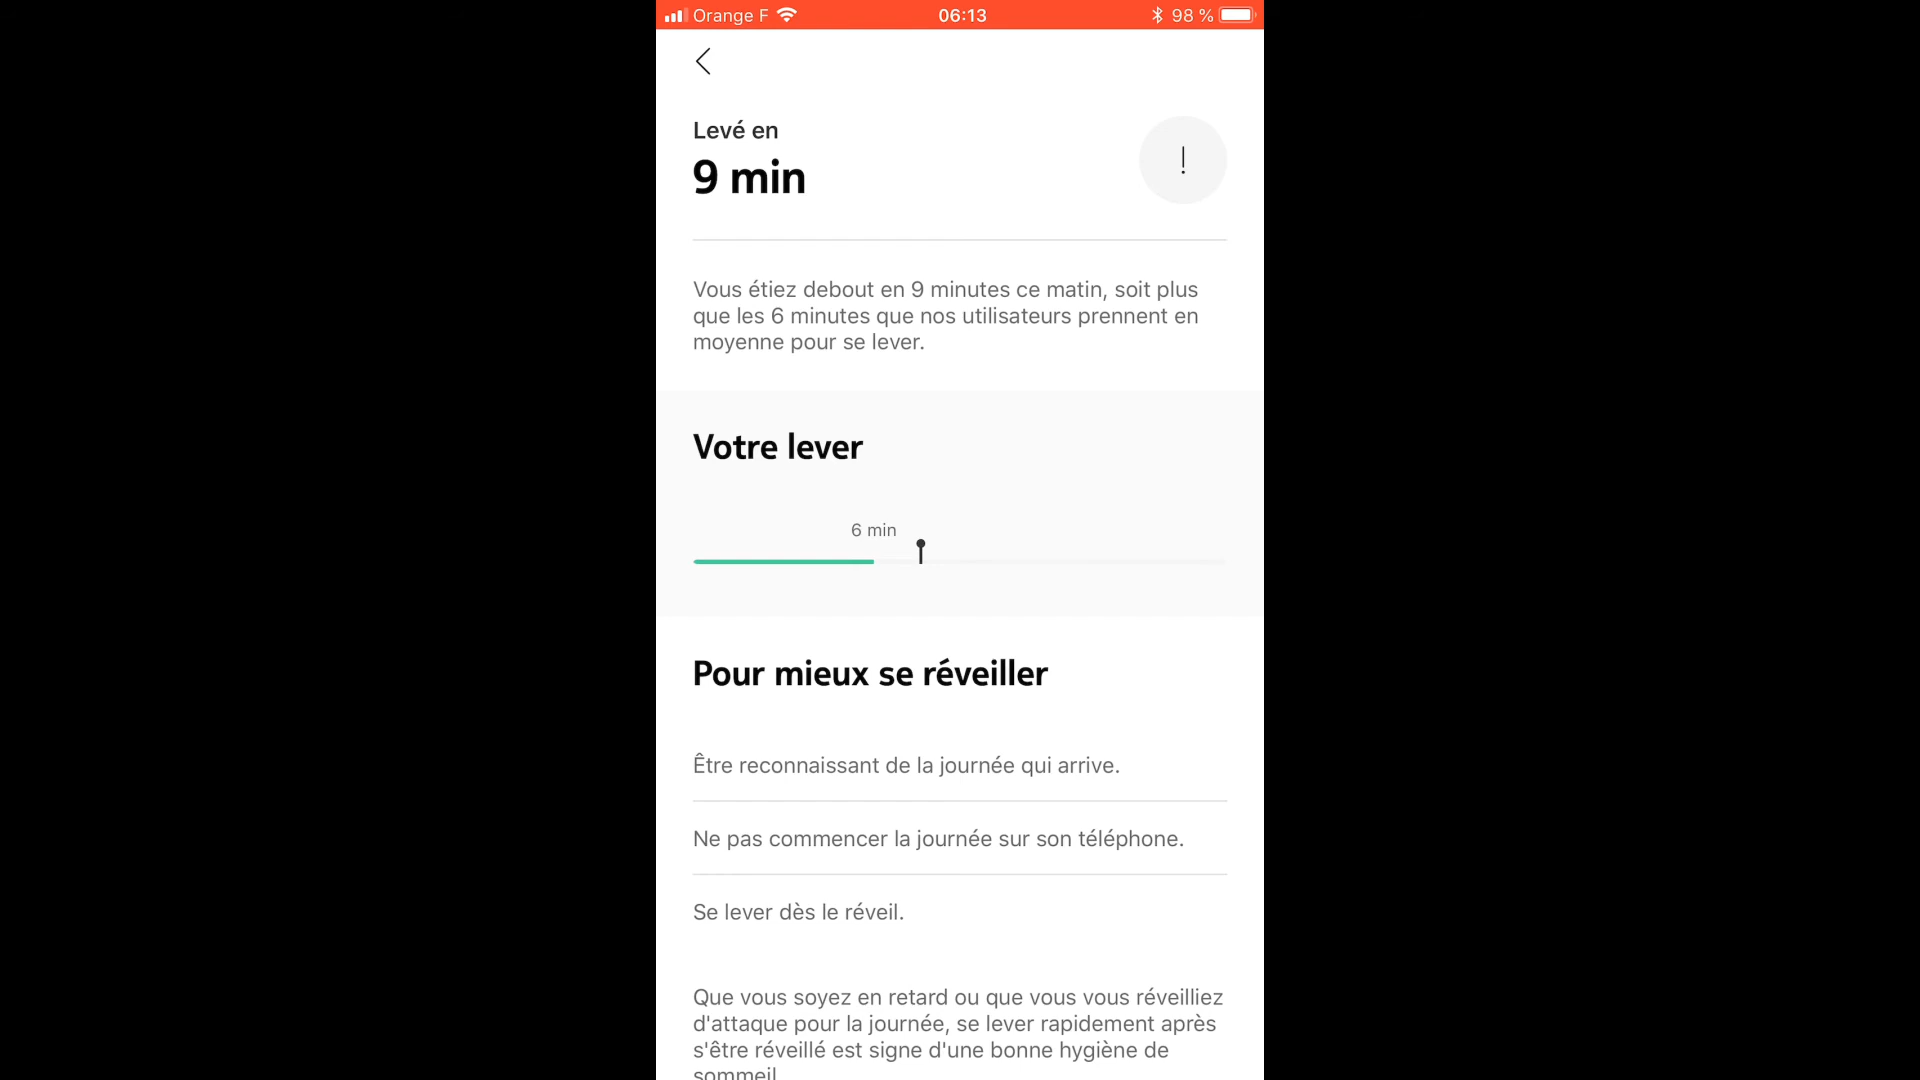 Orange F 06:13 98 %
Levé en
9 min
!
Vous étiez debout en 9 minutes ce matin, soit plus
que les 6 minutes que nos utilisateurs prennent en
moyenne pour se lever.
Votre lever
6 min
Pour mieux se réveiller
Être reconnaissant de la journée qui arrive.
Ne pas commencer la journée sur son téléphone.
Se lever dès le réveil.
Que vous soyez en retard ou que vous vous réveilliez
d'attaque pour la journée, se lever rapidement après
s'être réveillé est signe d'une bonne hygiène de
sommeil